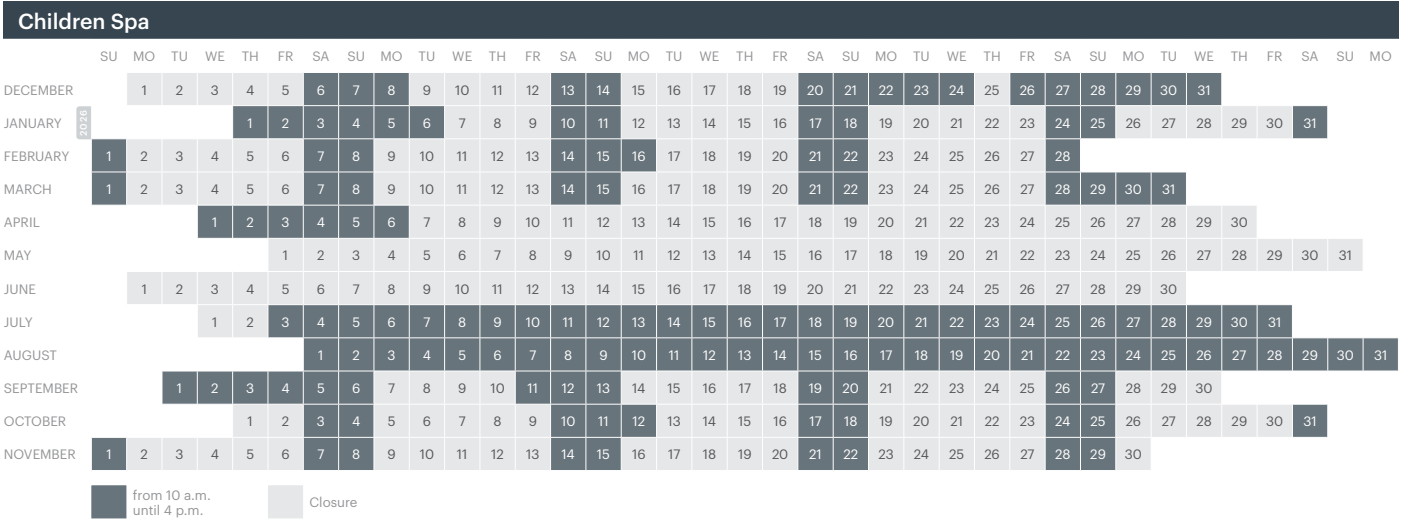 Children Spa
SU MO TU WE TH FR SA SU MO TU WE TH FR SA SU MO TU WE TH FR SA SU MO TU WE TH FR SA SU MO TU WE TH FR SA SU MO
DECEMBER 1 2 3 4 5 6 7 8 9 10 11 12 13 14 15 16 17 18 19 20 21 22 23 24 25 26 27 28 29 30 31
JANUARY 2026 1 2 3 4 5 6 7 8 9 10 11 12 13 14 15 16 17 18 19 20 21 22 23 24 25 26 27 28 29 30 31
FEBRUARY 1 2 3 4 5 6 7 8 9 10 11 12 13 14 15 16 17 18 19 20 21 22 23 24 25 26 27 28
MARCH 1 2 3 4 5 6 7 8 9 10 11 12 13 14 15 16 17 18 19 20 21 22 23 24 25 26 27 28 29 30 31
APRIL 1 2 3 4 5 6 7 8 9 10 11 12 13 14 15 16 17 18 19 20 21 22 23 24 25 26 27 28 29 30
MAY 1 2 3 4 5 6 7 8 9 10 11 12 13 14 15 16 17 18 19 20 21 22 23 24 25 26 27 28 29 30 31
JUNE 1 2 3 4 5 6 7 8 9 10 11 12 13 14 15 16 17 18 19 20 21 22 23 24 25 26 27 28 29 30
JULY 1 2 3 4 5 6 7 8 9 10 11 12 13 14 15 16 17 18 19 20 21 22 23 24 25 26 27 28 29 30 31
AUGUST 1 2 3 4 5 6 7 8 9 10 11 12 13 14 15 16 17 18 19 20 21 22 23 24 25 26 27 28 29 30 31
SEPTEMBER 1 2 3 4 5 6 7 8 9 10 11 12 13 14 15 16 17 18 19 20 21 22 23 24 25 26 27 28 29 30
OCTOBER 1 2 3 4 5 6 7 8 9 10 11 12 13 14 15 16 17 18 19 20 21 22 23 24 25 26 27 28 29 30 31
NOVEMBER 1 2 3 4 5 6 7 8 9 10 11 12 13 14 15 16 17 18 19 20 21 22 23 24 25 26 27 28 29 30
from 10 a.m.
until 4 p.m.
Closure